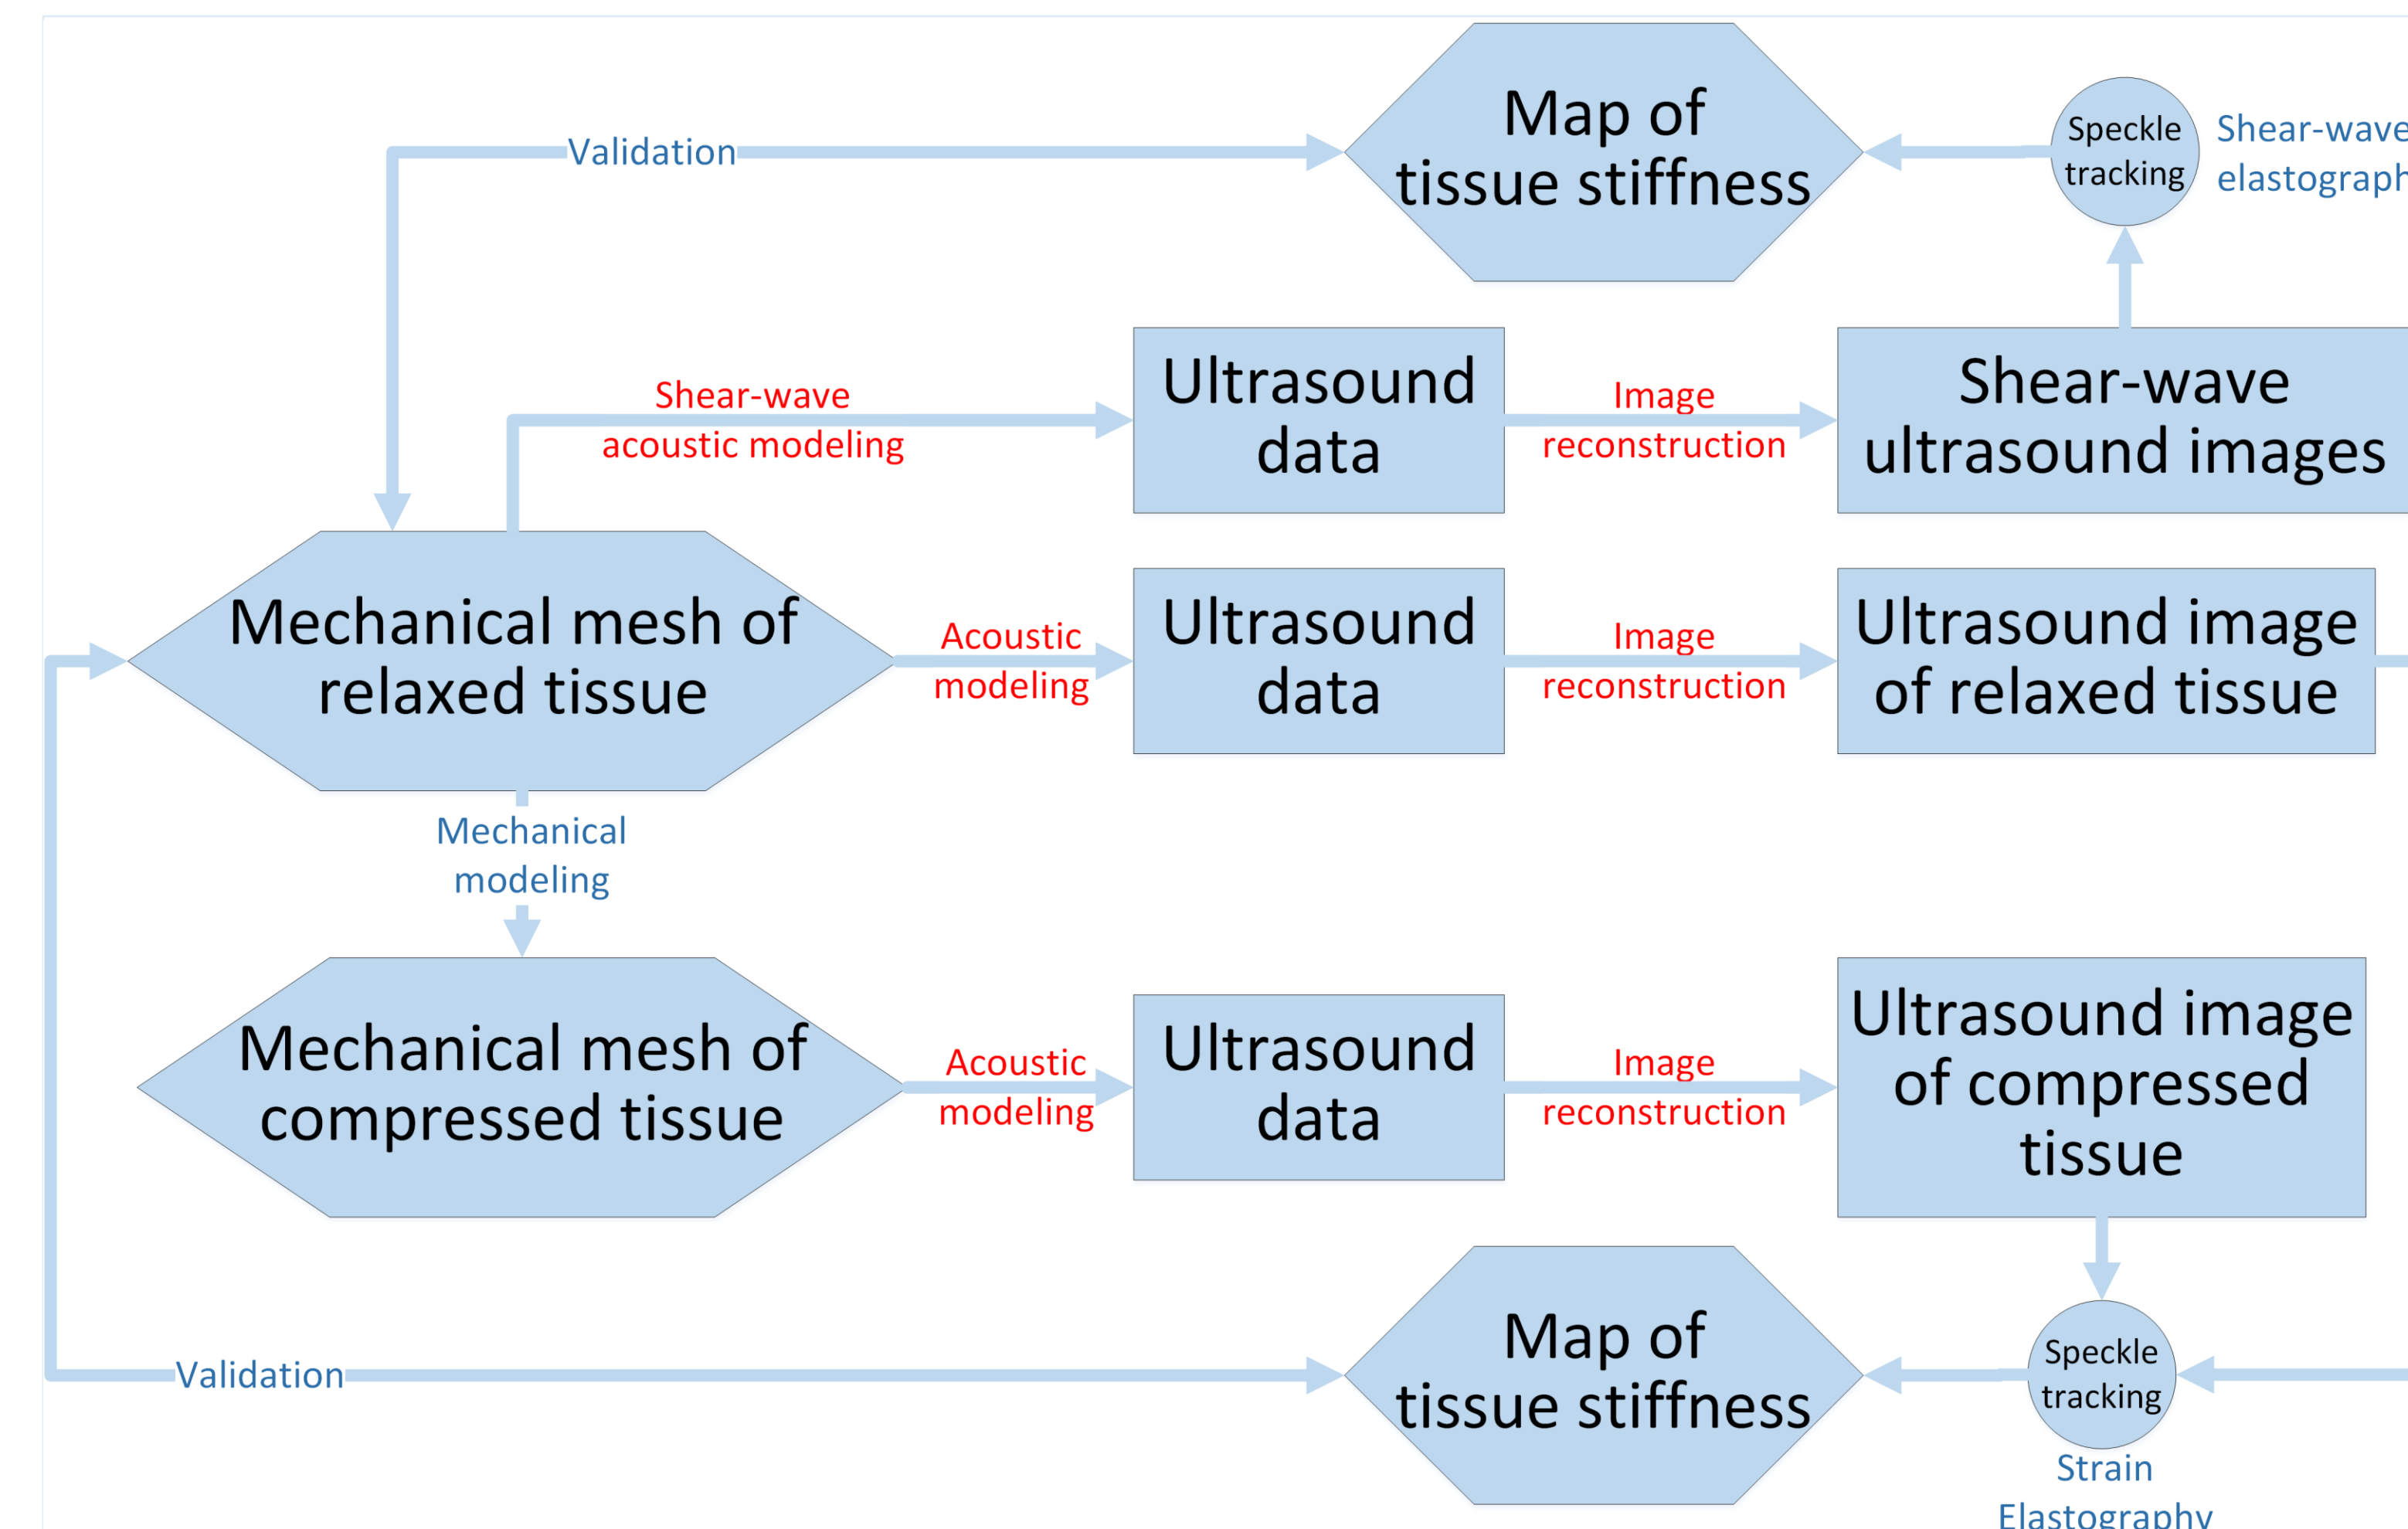 Map of
tissue stiffness
Speckle
tracking
Shear-wave
elastograph
Validation
Shear-wave
acoustic modeling
Ultrasound
data
Image
reconstruction
Shear-wave
ultrasound images
Mechanical mesh of
relaxed tissue
Acoustic
modeling
Ultrasound
data
Image
reconstruction
Ultrasound image
of relaxed tissue
Mechanical
modeling
Mechanical mesh of
compressed tissue
Acoustic
modeling
Ultrasound
data
Image
reconstruction
Ultrasound image
of compressed
tissue
Validation
Map of
tissue stiffness
Speckle
tracking
Strain
Elastography